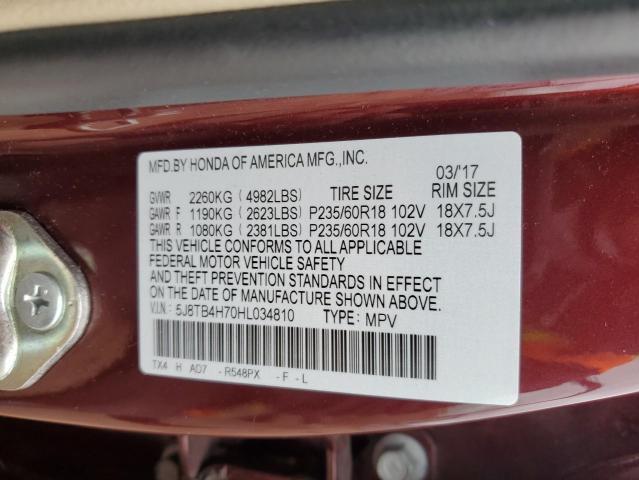 MFD.BY HONDA OF AMERICA MFG.,INC. 03/'17
GVWR 2260KG ( 4982LBS) TIRE SIZE RIM SIZE
GAWR F 1190KG ( 2623LBS) P235/60R18 102V 18X7.5J
GAWR R 1080KG ( 2381LBS) P235/60R18 102V 18X7.5J
THIS VEHICLE CONFORMS TO ALL APPLICABLE
FEDERAL MOTOR VEHICLE SAFETY
AND THEFT PREVENTION STANDARDS IN EFFECT
ON THE DATE OF MANUFACTURE SHOWN ABOVE.
V.I.N.: 5J8TB4H70HL034810 TYPE: MPV
TX4 H AD7 - R548PX - F - L